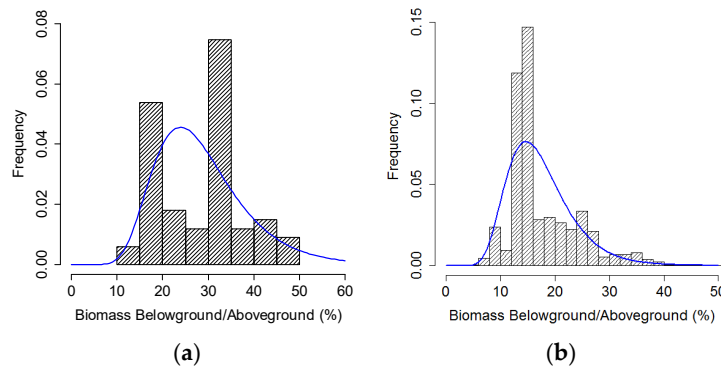 0.08
0.06
0.04
0.02
0.00
Frequency
0 10 20 30 40 50 60
Biomass Belowground/Aboveground (%)
(a)
0.15
0.10
0.05
0.00
Frequency
0 10 20 30 40 50
Biomass Belowground/Aboveground (%)
(b)